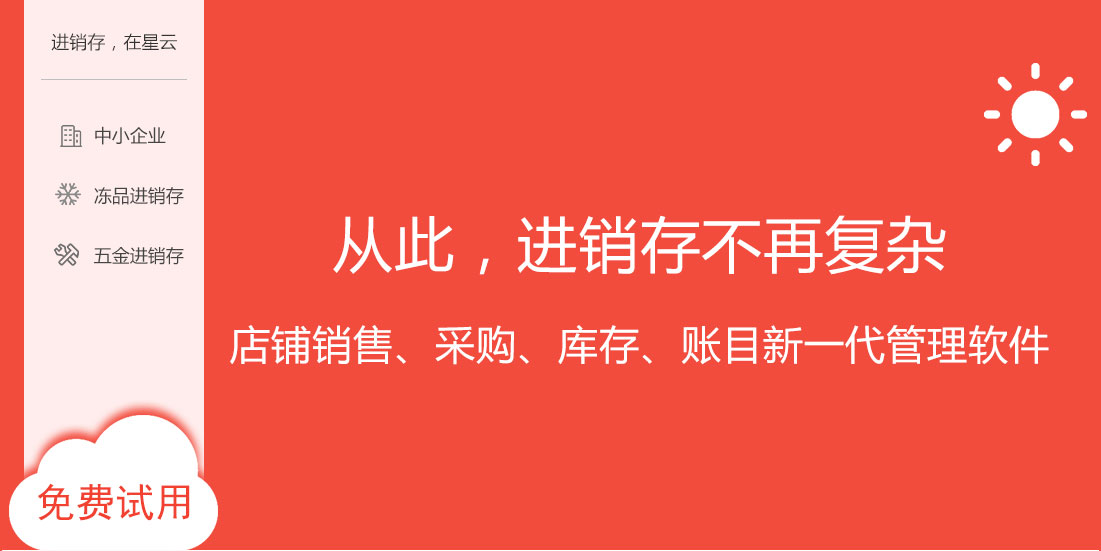 进销存，在星云
中小企业
冻品进销存
五金进销存
免费试用
从此，进销存不再复杂
店铺销售、采购、库存、账目新一代管理软件